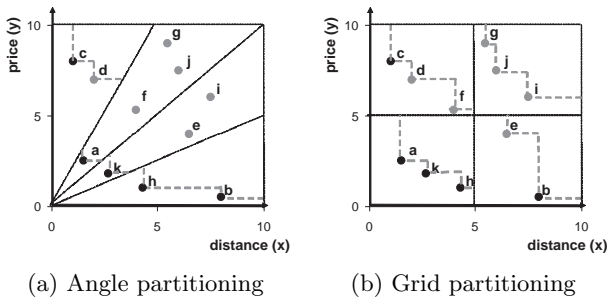 price (y)
10
5
0
0
5
10
distance (x)
g
c
j
d
i
f
e
a
k
h
b
(a) Angle partitioning
price (y)
10
5
0
0
5
10
distance (x)
g
c
j
d
i
f
e
a
k
h
b
(b) Grid partitioning